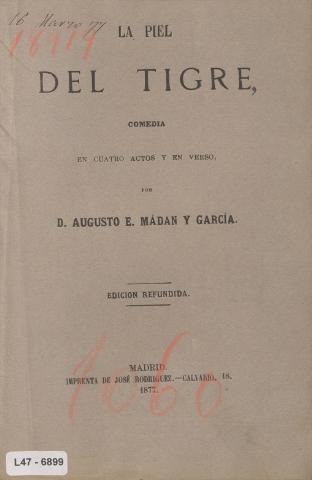 16 Marzo 77
18919
LA PIEL
DEL TIGRE,
COMEDIA
EN CUATRO ACTOS Y EN VERSO,
POR
D. AUGUSTO E. MÁDAN Y GARCÍA.
EDICION REFUNDIDA.
MADRID.
IMPRENTA DE JOSÉ RODRIGUEZ.—CALVARIO, 18.
1877.
1060
L47 - 6899